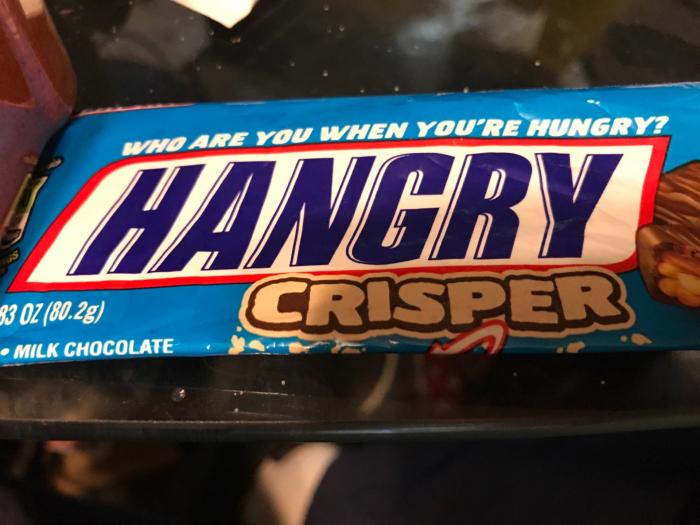 WHO ARE YOU WHEN YOU'RE HUNGRY?
HANGRY
CRISPER
83 OZ (80.2g)
• MILK CHOCOLATE